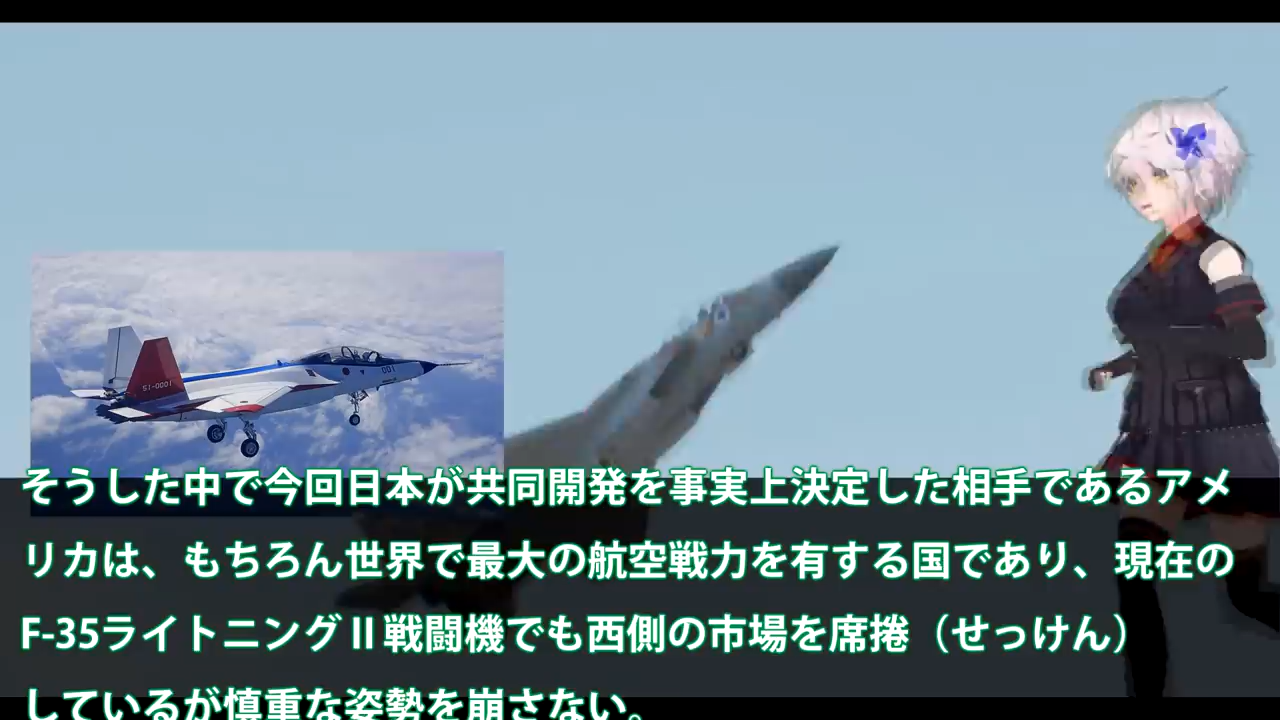 51-0001
001
そうした中で今回日本が共同開発を事実上決定した相手であるアメ
リカは、もちろん世界で最大の航空戦力を有する国であり、現在の
F-35ライトニングⅡ戦闘機でも西側の市場を席捲（せっけん）
しているが慎重な姿勢を崩さない。